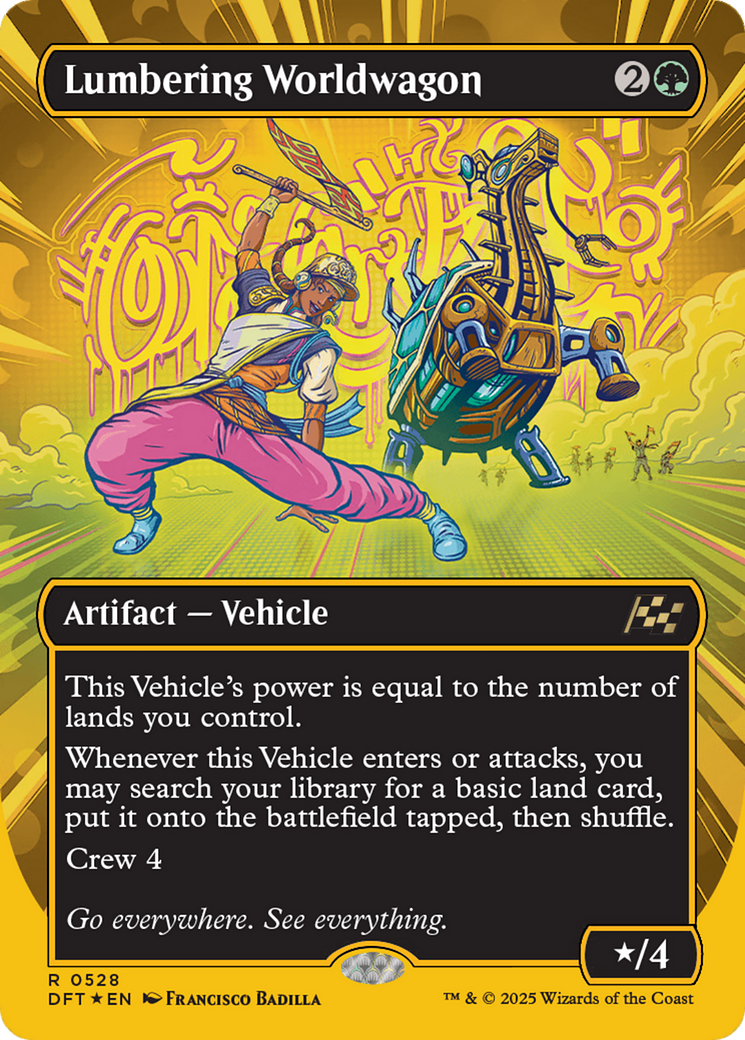 Lumbering Worldwagon 2
Artifact — Vehicle
This Vehicle's power is equal to the number of
lands you control.
Whenever this Vehicle enters or attacks, you
may search your library for a basic land card,
put it onto the battlefield tapped, then shuffle.
Crew 4
Go everywhere. See everything.
★/4
R 0528
DFT ★ EN Francisco Badilla
™ & © 2025 Wizards of the Coast